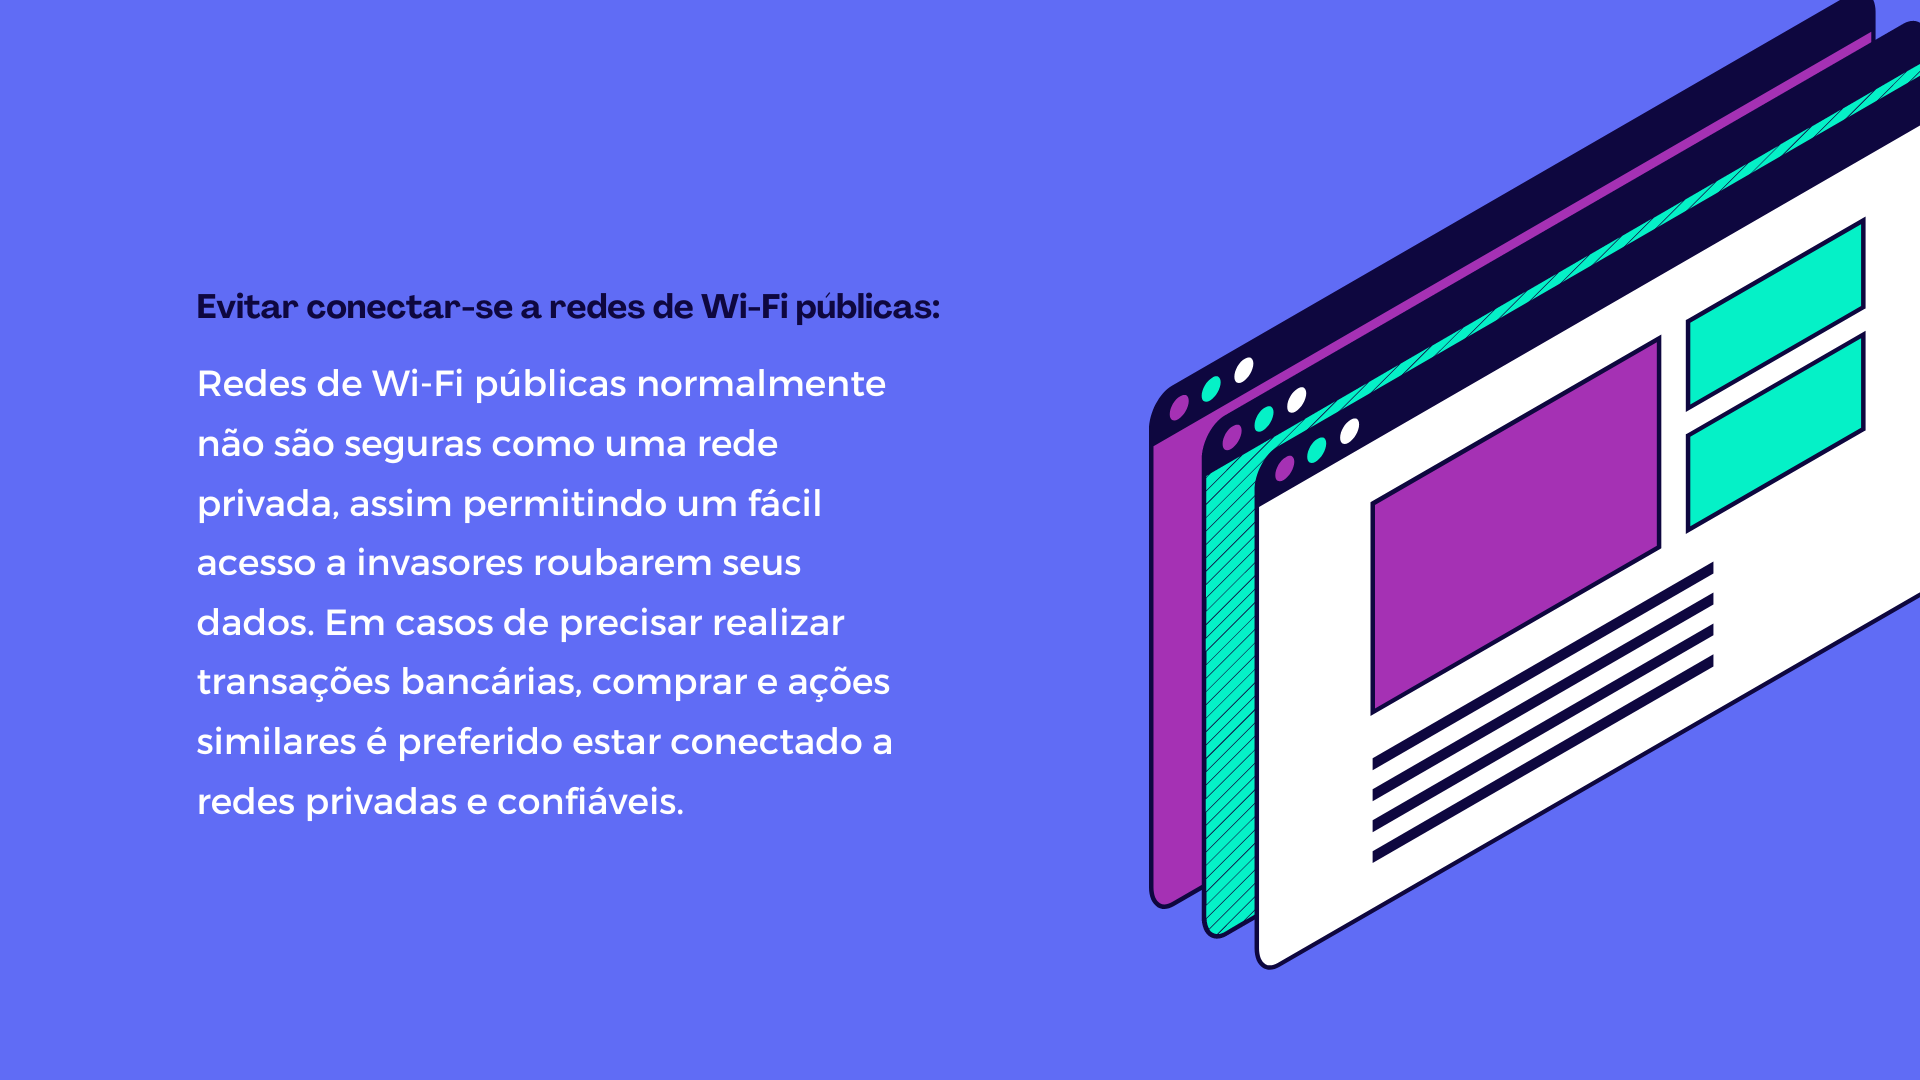 Evitar conectar-se a redes de Wi-Fi públicas:
Redes de Wi-Fi públicas normalmente
não são seguras como uma rede
privada, assim permitindo um fácil
acesso a invasores roubarem seus
dados. Em casos de precisar realizar
transações bancárias, comprar e ações
similares é preferido estar conectado a
redes privadas e confiáveis.